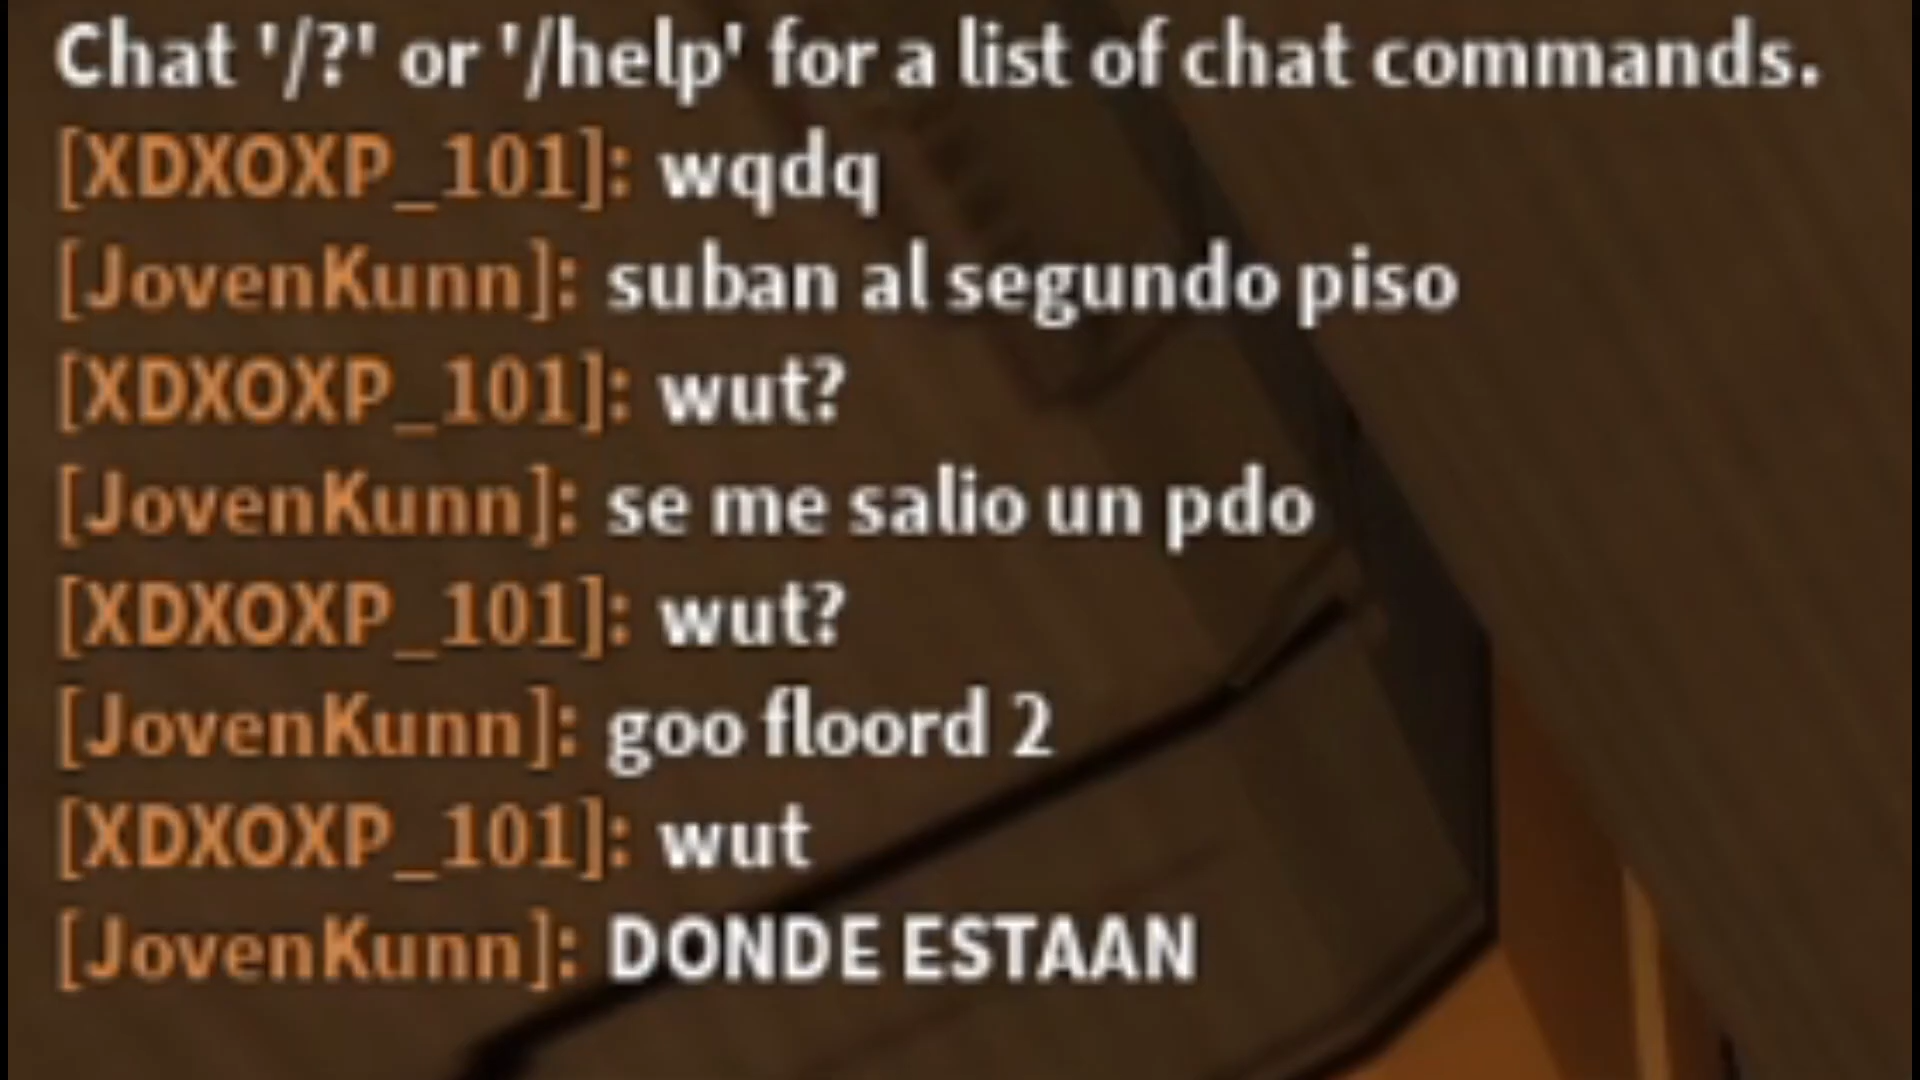 Chat '/?' or '/help' for a list of chat commands.
[XDXOXP_101]: wqdq
[JovenKunn]: suban al segundo piso
[XDXOXP_101]: wut?
[JovenKunn]: se me salio un pdo
[XDXOXP_101]: wut?
[JovenKunn]: goo floord 2
[XDXOXP_101]: wut
[JovenKunn]: DONDE ESTAAN